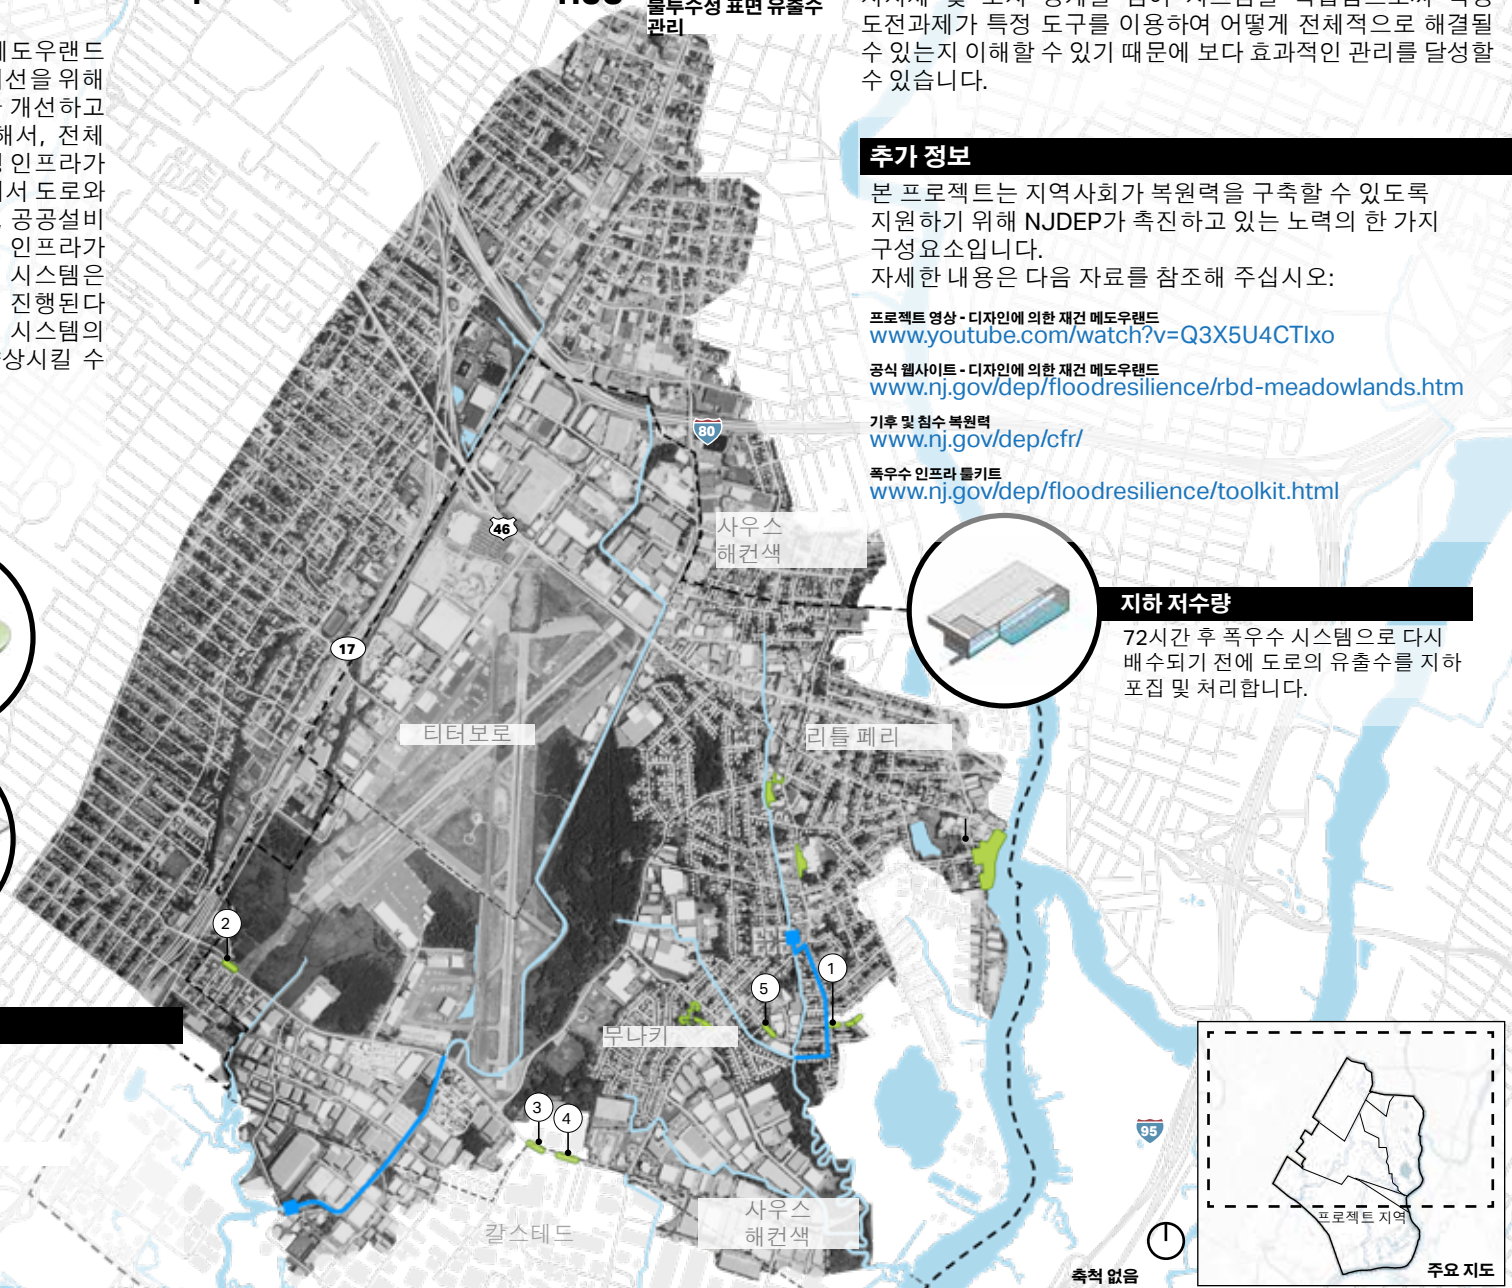 불투수성 표면 유출수
관리
메도우랜드
개선을 위해
개선하고
해서, 전체
인프라가
에서 도로와
공공설비
인프라가
시스템은
진행된다
시스템의
상시킬 수
도전과제가 특정 도구를 이용하여 어떻게 전체적으로 해결될
수 있는지 이해할 수 있기 때문에 보다 효과적인 관리를 달성할
수 있습니다.
추가 정보
본 프로젝트는 지역사회가 복원력을 구축할 수 있도록
지원하기 위해 NJDEP가 촉진하고 있는 노력의 한 가지
구성요소입니다.
자세한 내용은 다음 자료를 참조해 주십시오:
프로젝트 영상 - 디자인에 의한 재건 메도우랜드
www.youtube.com/watch?v=Q3X5U4CTIxo
공식 웹사이트 - 디자인에 의한 재건 메도우랜드
www.nj.gov/dep/floodresilience/rbd-meadowlands.htm
기후 및 침수 복원력
www.nj.gov/dep/cfr/
폭우수 인프라 툴키트
www.nj.gov/dep/floodresilience/toolkit.html
80
46
사우스
해컨색
지하 저수량
72시간 후 폭우수 시스템으로 다시
배수되기 전에 도로의 유출수를 지하
포집 및 처리합니다.
17
티터보로
리틀 페리
2
1
5
무나키
3
4
95
칼스테드
사우스
해컨색
프로젝트 지역
축척 없음
주요 지도